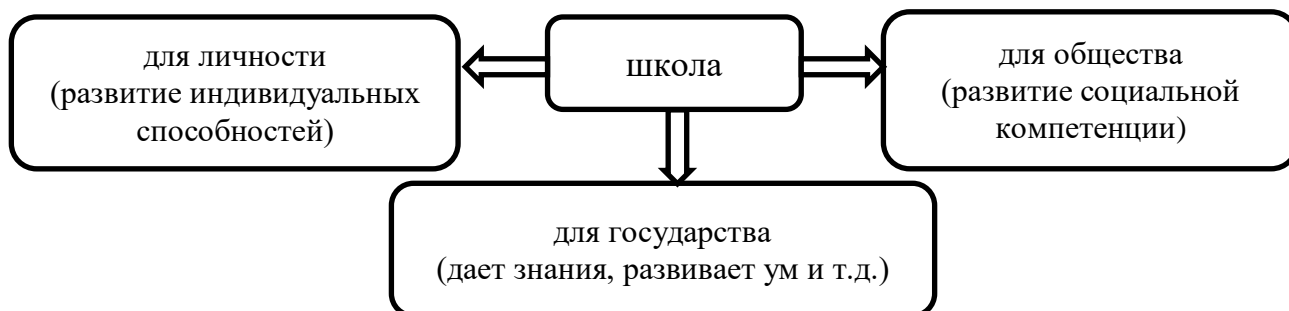 школа
для личности
(развитие индивидуальных
способностей)
для общества
(развитие социальной
компетенции)
для государства
(дает знания, развивает ум и т.д.)